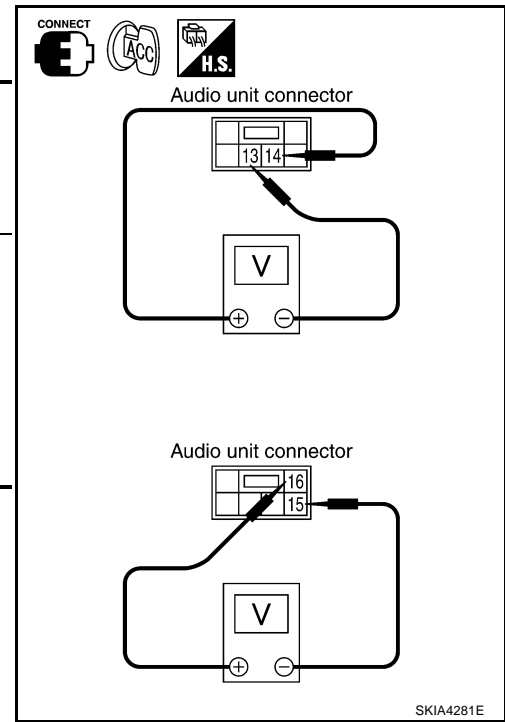 CONNECT
ACC
H.S.
Audio unit connector
13 14
V
+ −
Audio unit connector
16
15
V
+ −
SKIA4281E